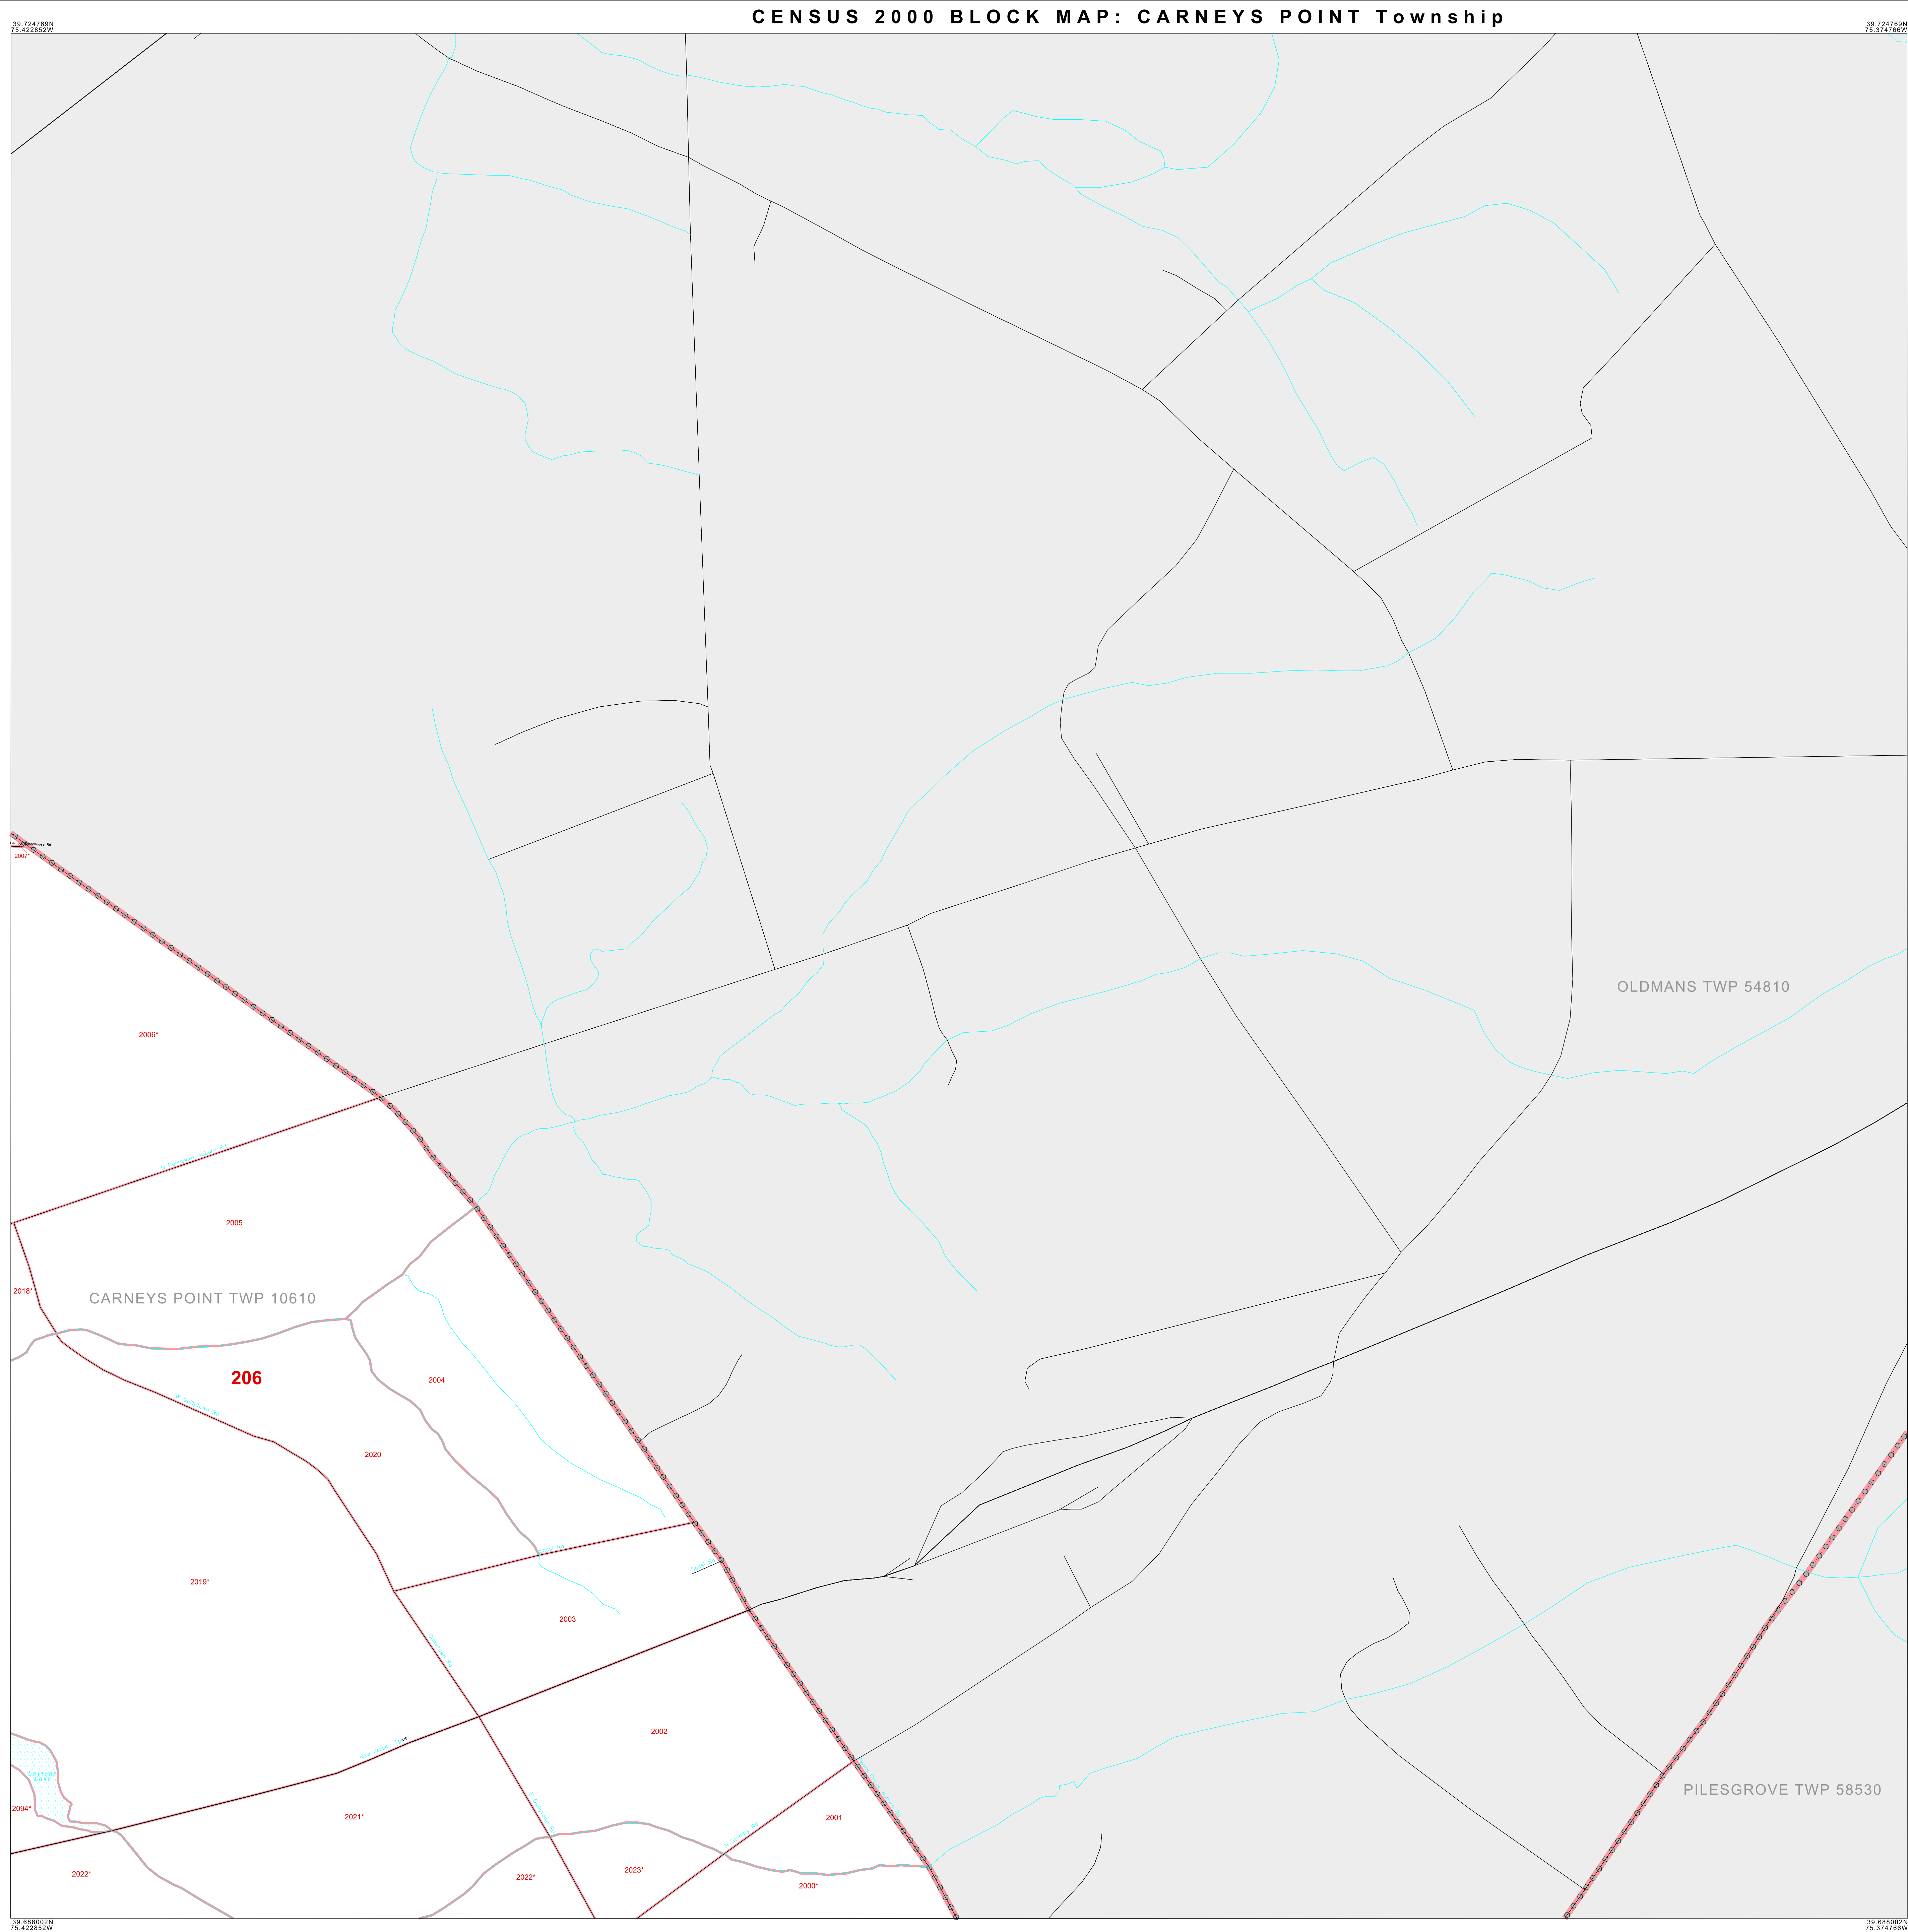 CENSUS 2000 BLOCK MAP: CARNEYS POINT Township
39.724769N
75.422852W
39.724769N
75.374766W
2007*
OLDMANS TWP 54810
2006*
2005
2018*
CARNEYS POINT TWP 10610
206
2004
2020
2019*
2003
2002
Laytons
Lake
PILESGROVE TWP 58530
2094*
2021*
2001
2022*
2022*
2023*
2000*
39.688002N
75.422852W
39.688002N
75.374766W